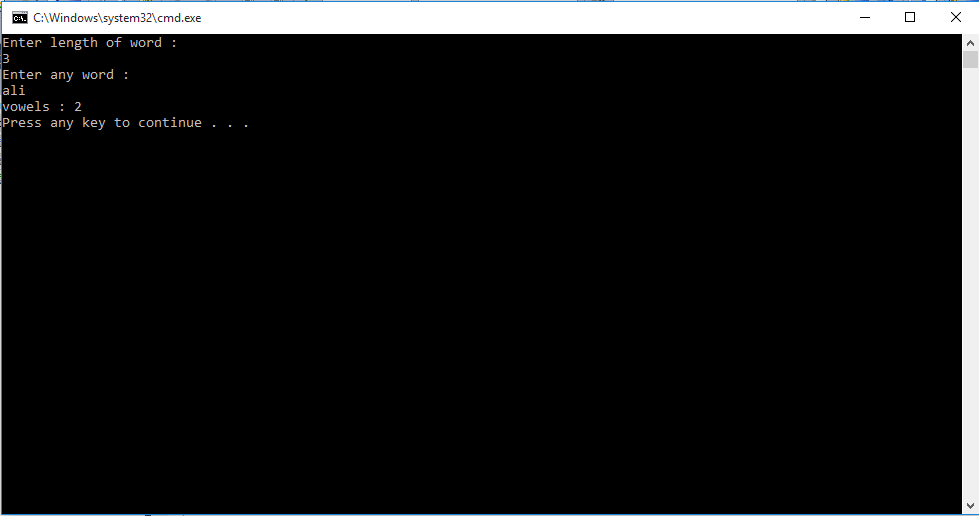 C:\Windows\system32\cmd.exe
Enter length of word :
3
Enter any word :
ali
vowels : 2
Press any key to continue . . .